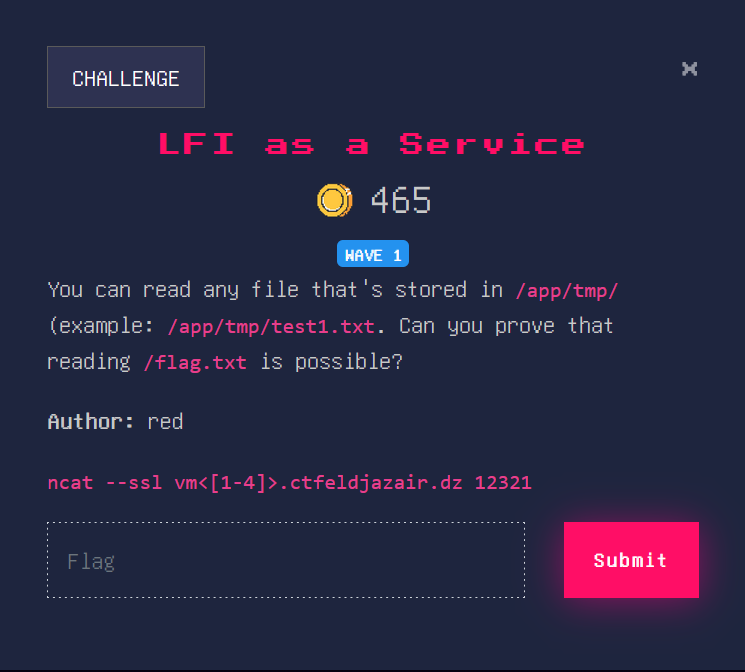 CHALLENGE
×
LFI as a Service
465
WAVE 1
You can read any file that's stored in /app/tmp/
(example: /app/tmp/test1.txt. Can you prove that
reading /flag.txt is possible?
Author: red
ncat --ssl vm<[1-4]>.ctfeldjazair.dz 12321
Flag
Submit